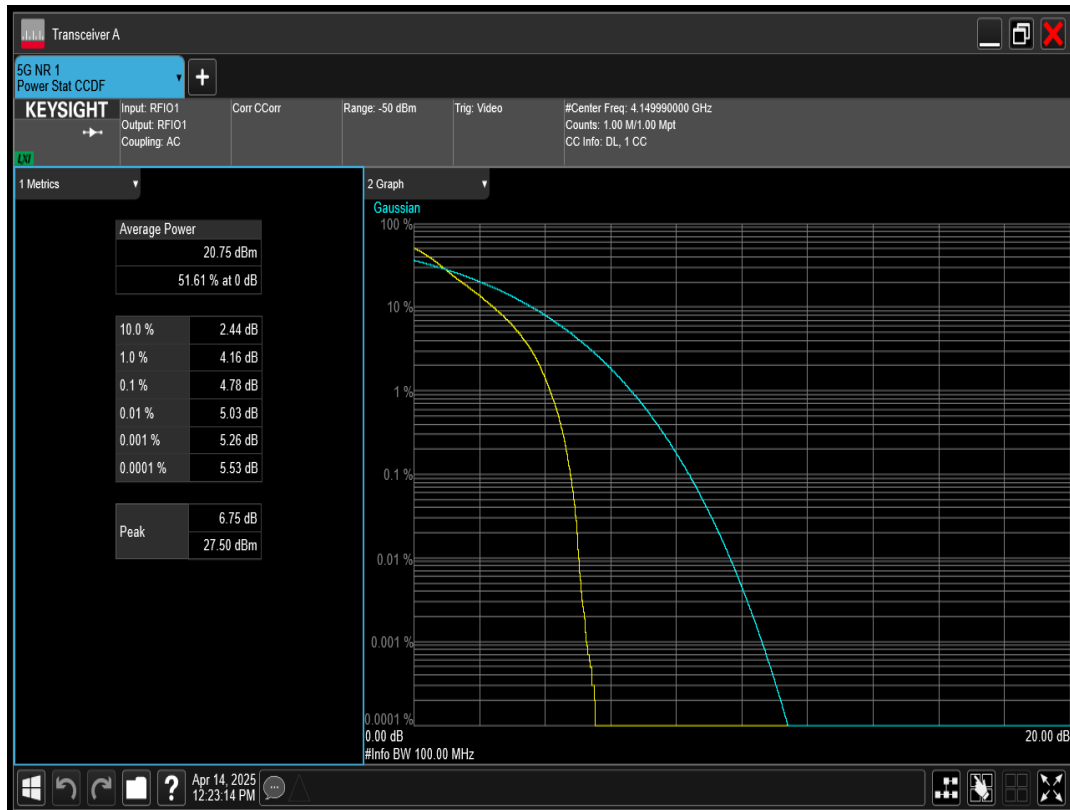 Transceiver A
5G NR 1
Power Stat CCDF
KEYSIGHT
LXI
Input: RFIO1
Output: RFIO1
Coupling: AC
Corr CCorr
Range: -50 dBm
Trig: Video
#Center Freq: 4.149990000 GHz
Counts: 1.00 M/1.00 Mpt
CC Info: DL, 1 CC
1 Metrics
Average Power
20.75 dBm
51.61 % at 0 dB
10.0 % 2.44 dB
1.0 % 4.16 dB
0.1 % 4.78 dB
0.01 % 5.03 dB
0.001 % 5.26 dB
0.0001 % 5.53 dB
Peak
6.75 dB
27.50 dBm
2 Graph
Gaussian
100 %
10 %
1 %
0.1 %
0.01 %
0.001 %
0.0001 %
0.00 dB 20.00 dB
#Info BW 100.00 MHz
?
Apr 14, 2025
12:23:14 PM